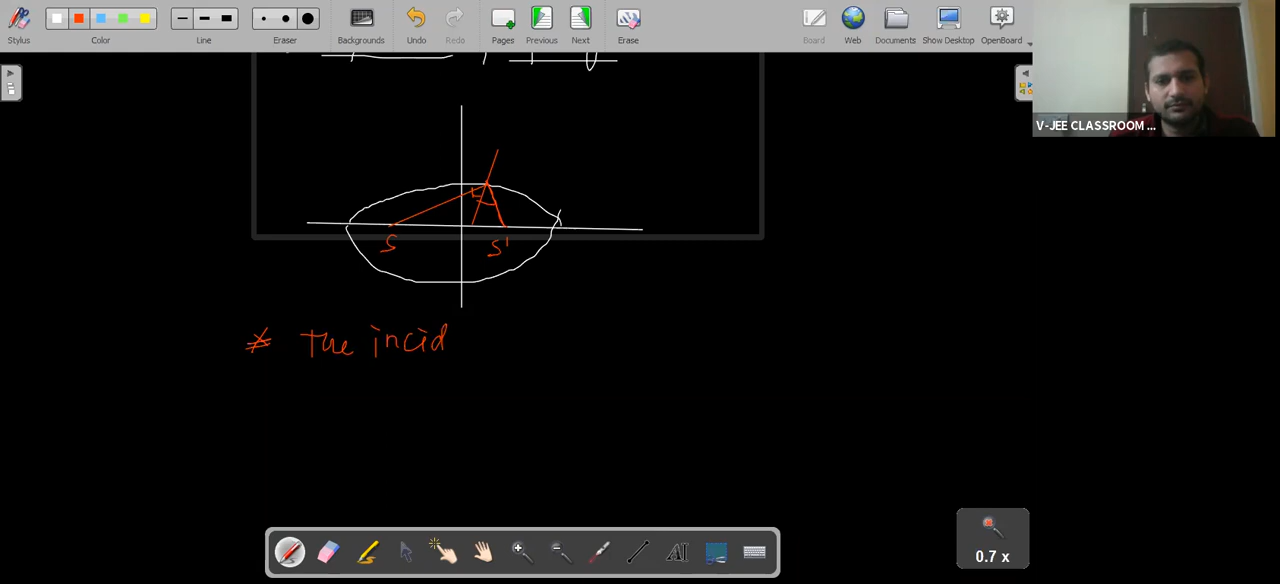 Stylus Color Line Eraser Backgrounds Undo Redo Pages Previous Next Erase Board Web Documents Show Desktop OpenBoard
V-JEE CLASSROOM ...
S S'
* The incid
0.7 x